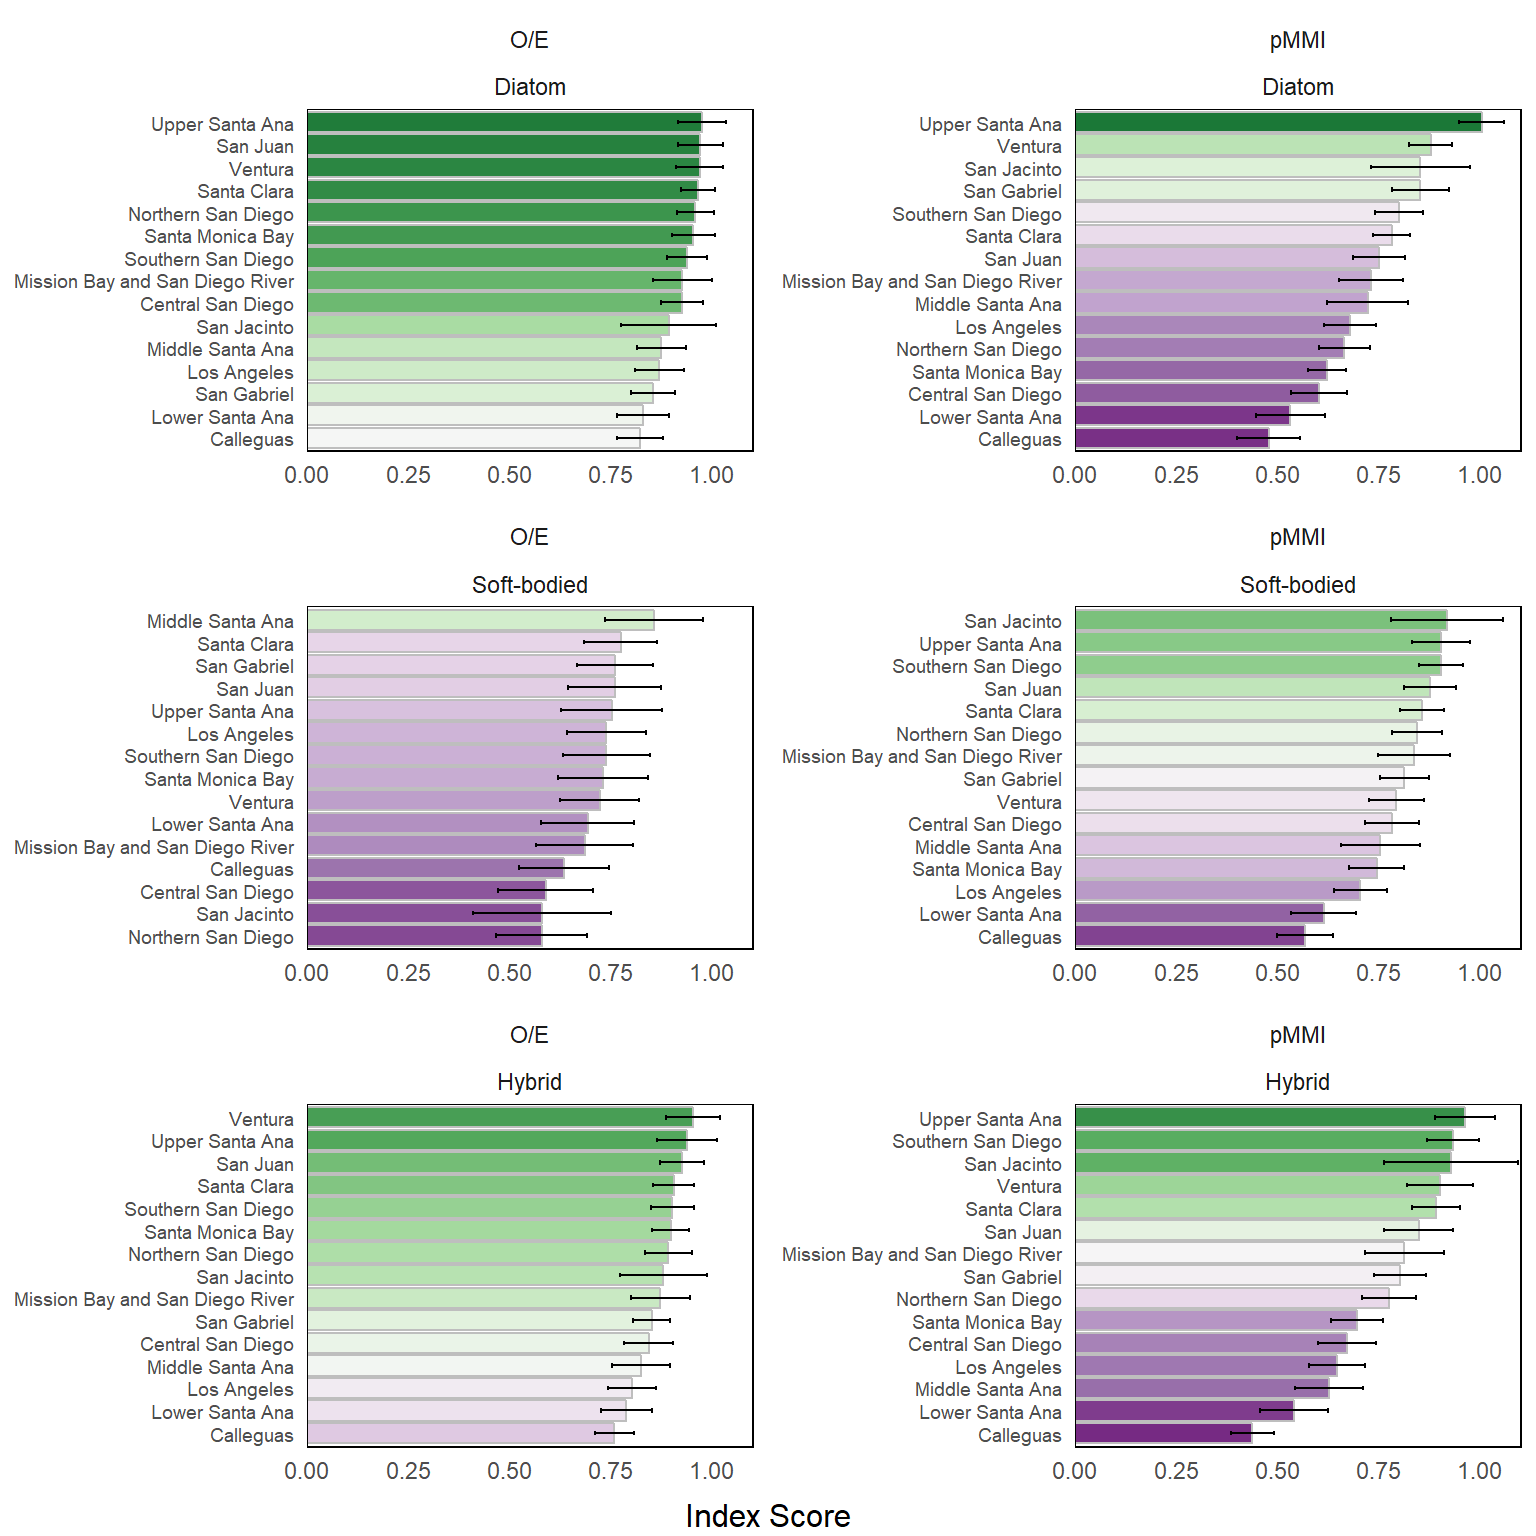 O/E
Diatom
Upper Santa Ana
San Juan
Ventura
Santa Clara
Northern San Diego
Santa Monica Bay
Southern San Diego
Mission Bay and San Diego River
Central San Diego
San Jacinto
Middle Santa Ana
Los Angeles
San Gabriel
Lower Santa Ana
Calleguas
0.00 0.25 0.50 0.75 1.00
pMMI
Diatom
Upper Santa Ana
Ventura
San Jacinto
San Gabriel
Southern San Diego
Santa Clara
San Juan
Mission Bay and San Diego River
Middle Santa Ana
Los Angeles
Northern San Diego
Santa Monica Bay
Central San Diego
Lower Santa Ana
Calleguas
0.00 0.25 0.50 0.75 1.00
O/E
Soft-bodied
Middle Santa Ana
Santa Clara
San Gabriel
San Juan
Upper Santa Ana
Los Angeles
Southern San Diego
Santa Monica Bay
Ventura
Lower Santa Ana
Mission Bay and San Diego River
Calleguas
Central San Diego
San Jacinto
Northern San Diego
0.00 0.25 0.50 0.75 1.00
pMMI
Soft-bodied
San Jacinto
Upper Santa Ana
Southern San Diego
San Juan
Santa Clara
Northern San Diego
Mission Bay and San Diego River
San Gabriel
Ventura
Central San Diego
Middle Santa Ana
Santa Monica Bay
Los Angeles
Lower Santa Ana
Calleguas
0.00 0.25 0.50 0.75 1.00
O/E
Hybrid
Ventura
Upper Santa Ana
San Juan
Santa Clara
Southern San Diego
Santa Monica Bay
Northern San Diego
San Jacinto
Mission Bay and San Diego River
San Gabriel
Central San Diego
Middle Santa Ana
Los Angeles
Lower Santa Ana
Calleguas
0.00 0.25 0.50 0.75 1.00
pMMI
Hybrid
Upper Santa Ana
Southern San Diego
San Jacinto
Ventura
Santa Clara
San Juan
Mission Bay and San Diego River
San Gabriel
Northern San Diego
Santa Monica Bay
Central San Diego
Los Angeles
Middle Santa Ana
Lower Santa Ana
Calleguas
0.00 0.25 0.50 0.75 1.00
Index Score